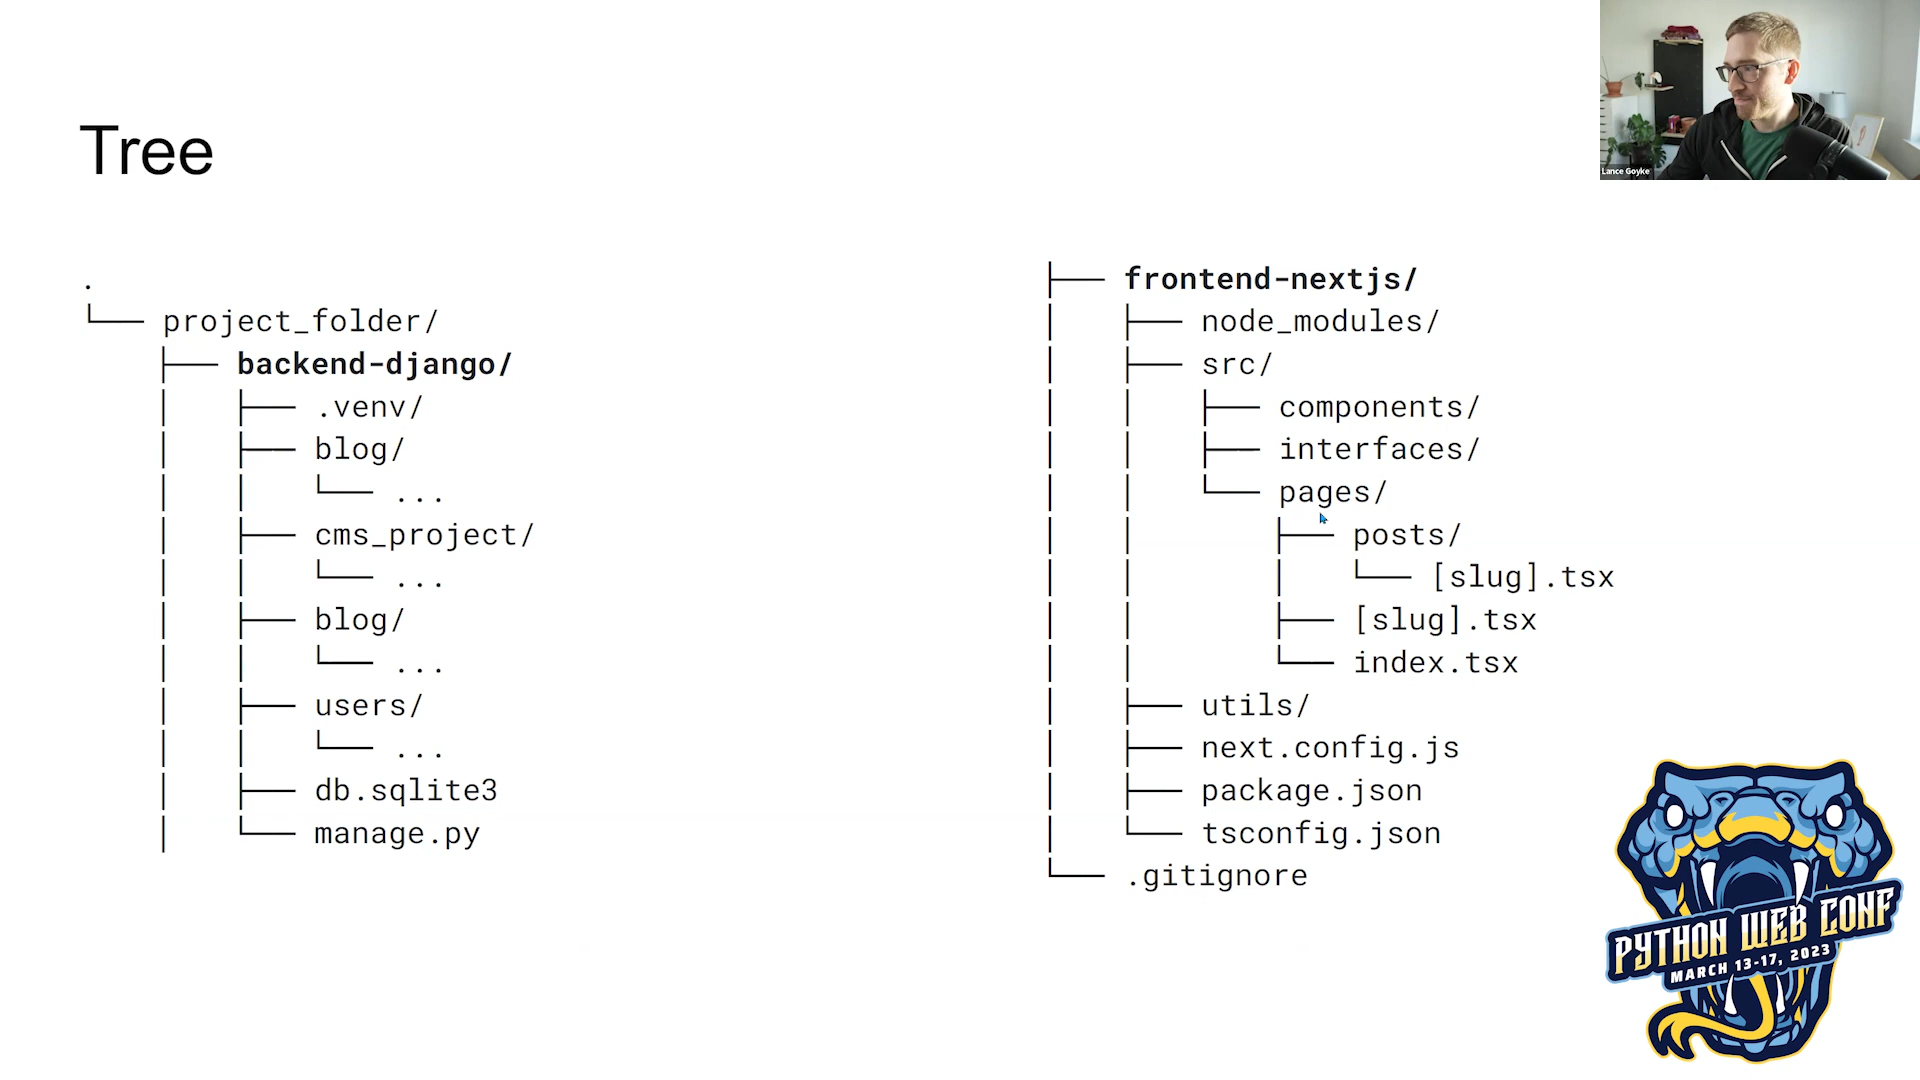 Tree
.
└── project_folder/
├── backend-django/
│ ├── .venv/
│ ├── blog/
│ │ └── ...
│ ├── cms_project/
│ │ └── ...
│ ├── blog/
│ │ └── ...
│ ├── users/
│ │ └── ...
│ ├── db.sqlite3
│ └── manage.py
├── frontend-nextjs/
│ ├── node_modules/
│ ├── src/
│ │ ├── components/
│ │ ├── interfaces/
│ │ └── pages/
│ │ ├── posts/
│ │ │ └── [slug].tsx
│ │ ├── [slug].tsx
│ │ └── index.tsx
│ ├── utils/
│ ├── next.config.js
│ ├── package.json
│ └── tsconfig.json
└── .gitignore
Lance Goyke
PYTHON WEB CONF
MARCH 13-17, 2023